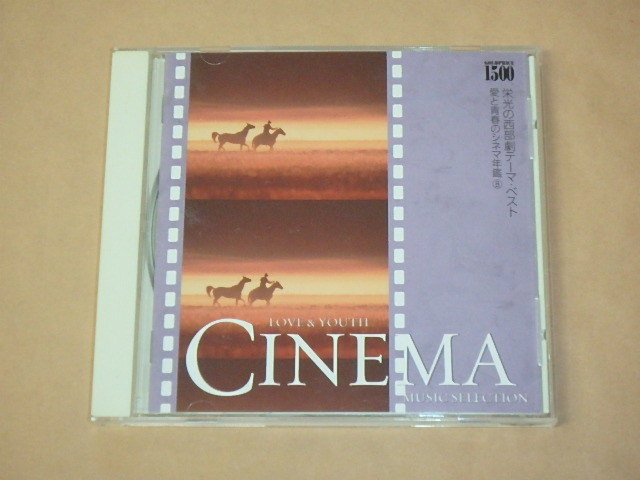 1500
栄光の西部劇テーマ・ベスト
愛と青春のシネマ年鑑⑧
LOVE & YOUTH
CINEMA
MUSIC SELECTION